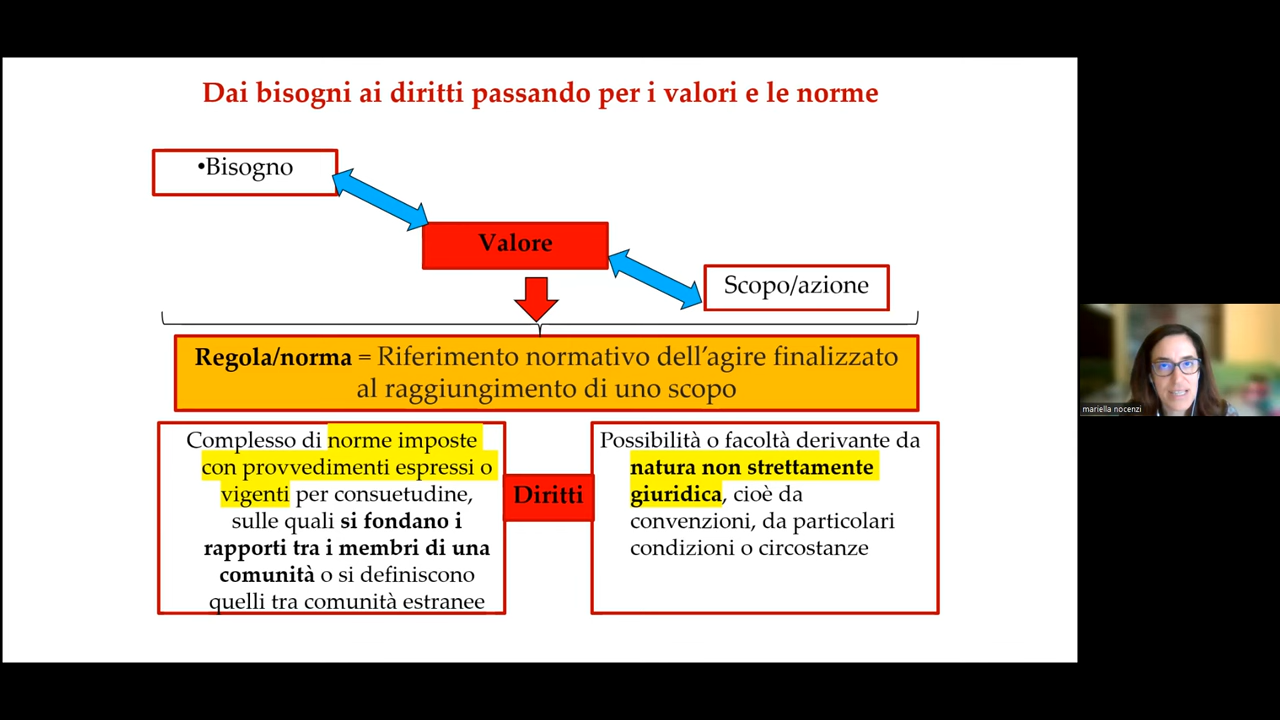 Dai bisogni ai diritti passando per i valori e le norme
•Bisogno
Valore
Scopo/azione
Regola/norma = Riferimento normativo dell’agire finalizzato
al raggiungimento di uno scopo
Complesso di norme imposte
con provvedimenti espressi o
vigenti per consuetudine,
sulle quali si fondano i
rapporti tra i membri di una
comunità o si definiscono
quelli tra comunità estranee
Diritti
Possibilità o facoltà derivante da
natura non strettamente
giuridica, cioè da
convenzioni, da particolari
condizioni o circostanze
mariella nocenzi